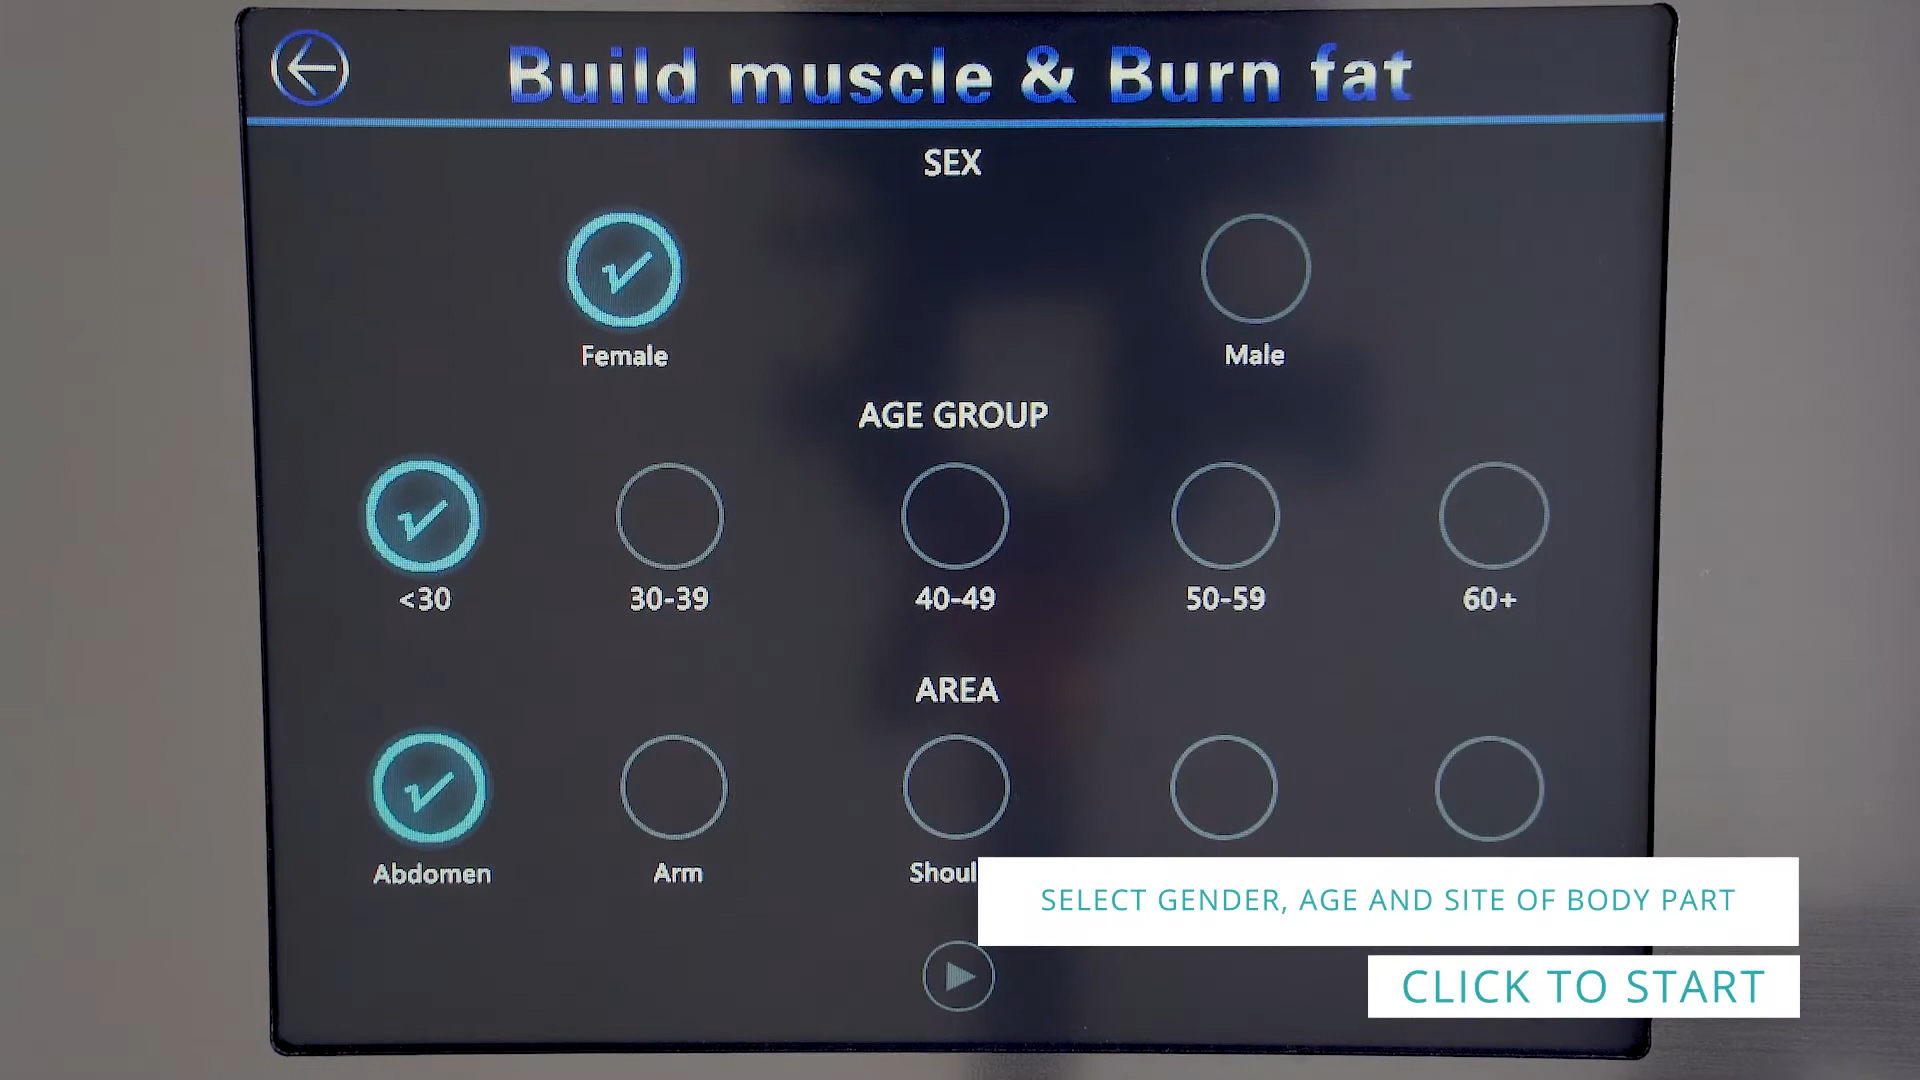 Build muscle & Burn fat
SEX
Female Male
AGE GROUP
<30 30-39 40-49 50-59 60+
AREA
Abdomen Arm Shoul
SELECT GENDER, AGE AND SITE OF BODY PART
CLICK TO START